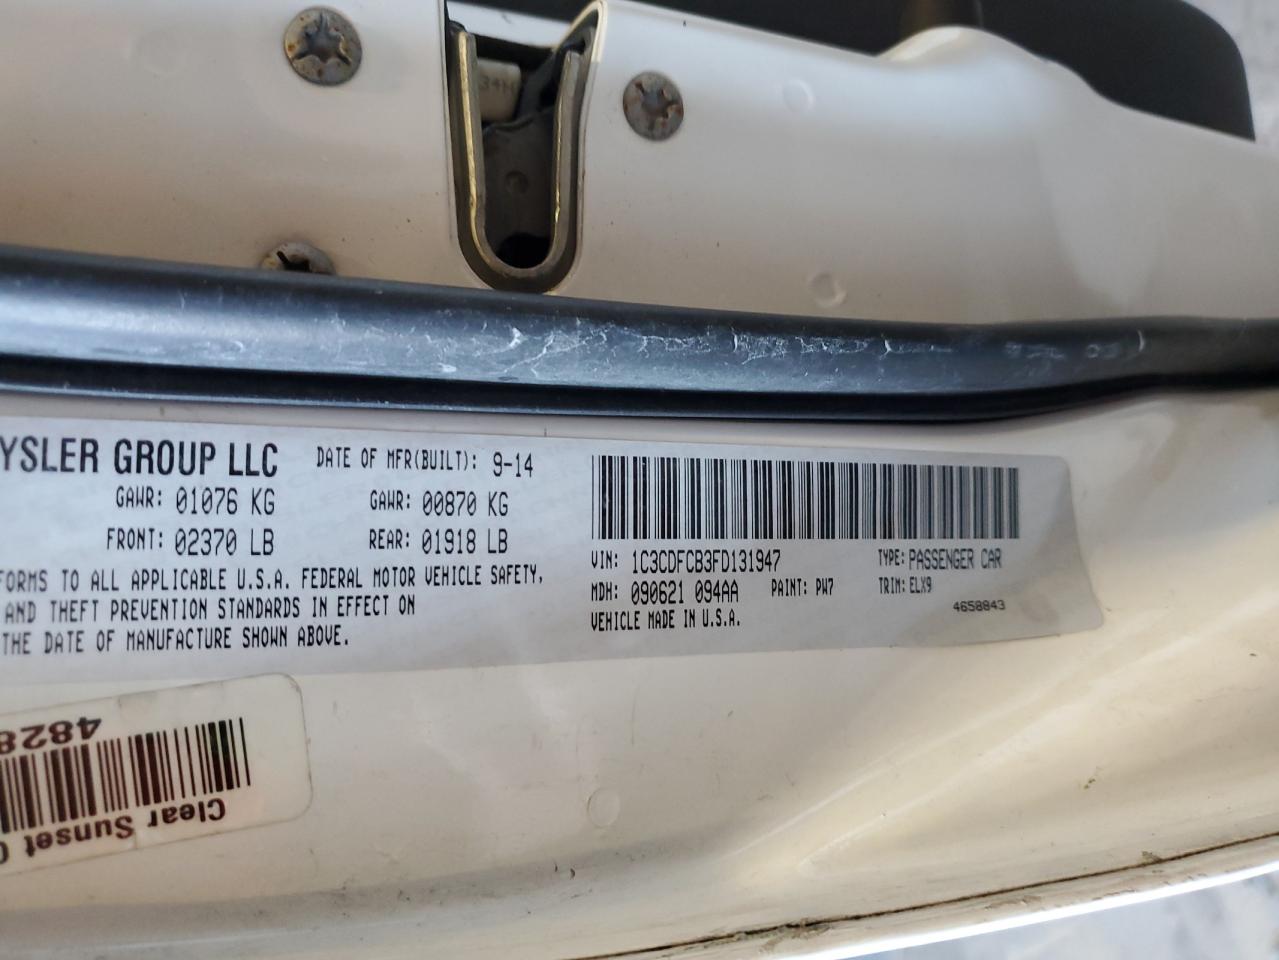 34H
YSLER GROUP LLC DATE OF MFR(BUILT): 9-14
GAWR: 01076 KG GAWR: 00870 KG
FRONT: 02370 LB REAR: 01918 LB
FORMS TO ALL APPLICABLE U.S.A. FEDERAL MOTOR VEHICLE SAFETY,
AND THEFT PREVENTION STANDARDS IN EFFECT ON
THE DATE OF MANUFACTURE SHOWN ABOVE.
VIN: 1C3CDFCB3FD131947 TYPE: PASSENGER CAR
MDH: 090621 094AA PAINT: PW7 TRIM: ELX9
VEHICLE MADE IN U.S.A. 4658843
Clear Sunset
4828